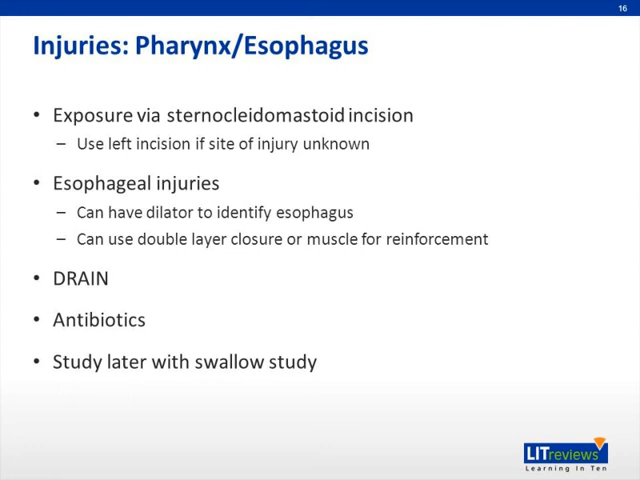 16
Injuries: Pharynx/Esophagus
• Exposure via sternocleidomastoid incision
– Use left incision if site of injury unknown
• Esophageal injuries
– Can have dilator to identify esophagus
– Can use double layer closure or muscle for reinforcement
• DRAIN
• Antibiotics
• Study later with swallow study
LITreviews
Learning In Ten